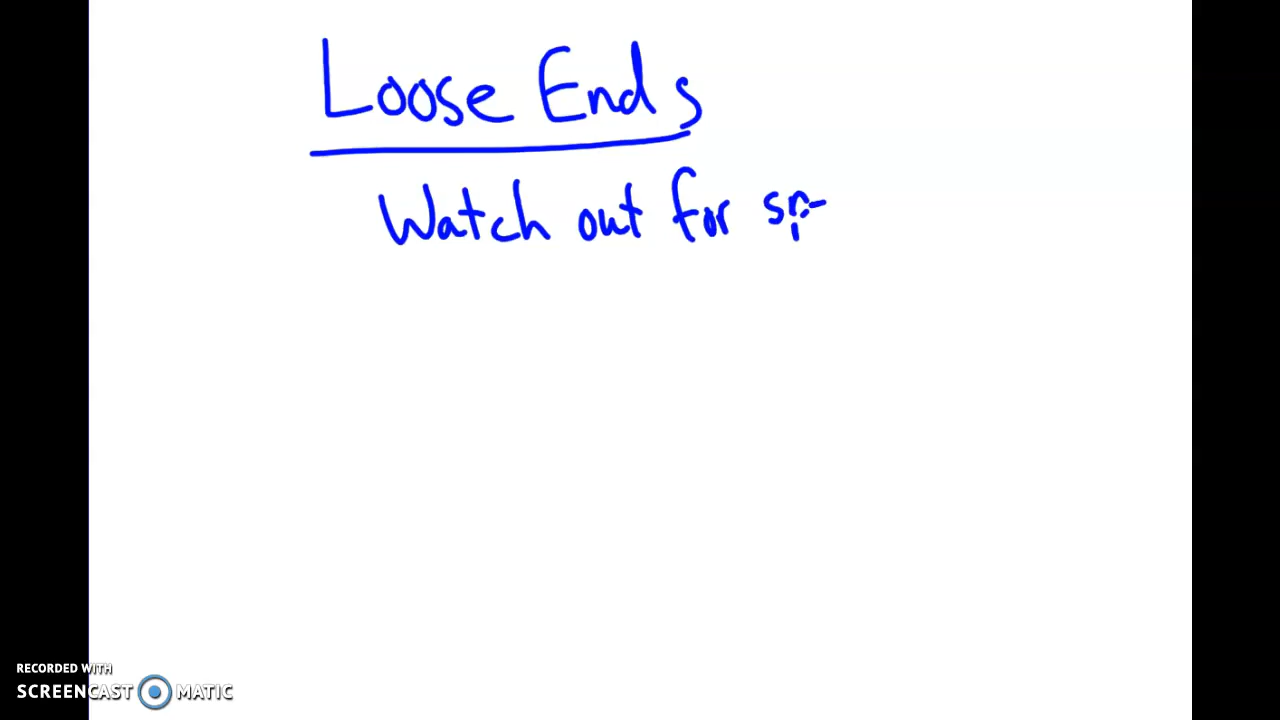 Loose Ends
Watch out for
RECORDED WITH
SCREENCAST MATIC